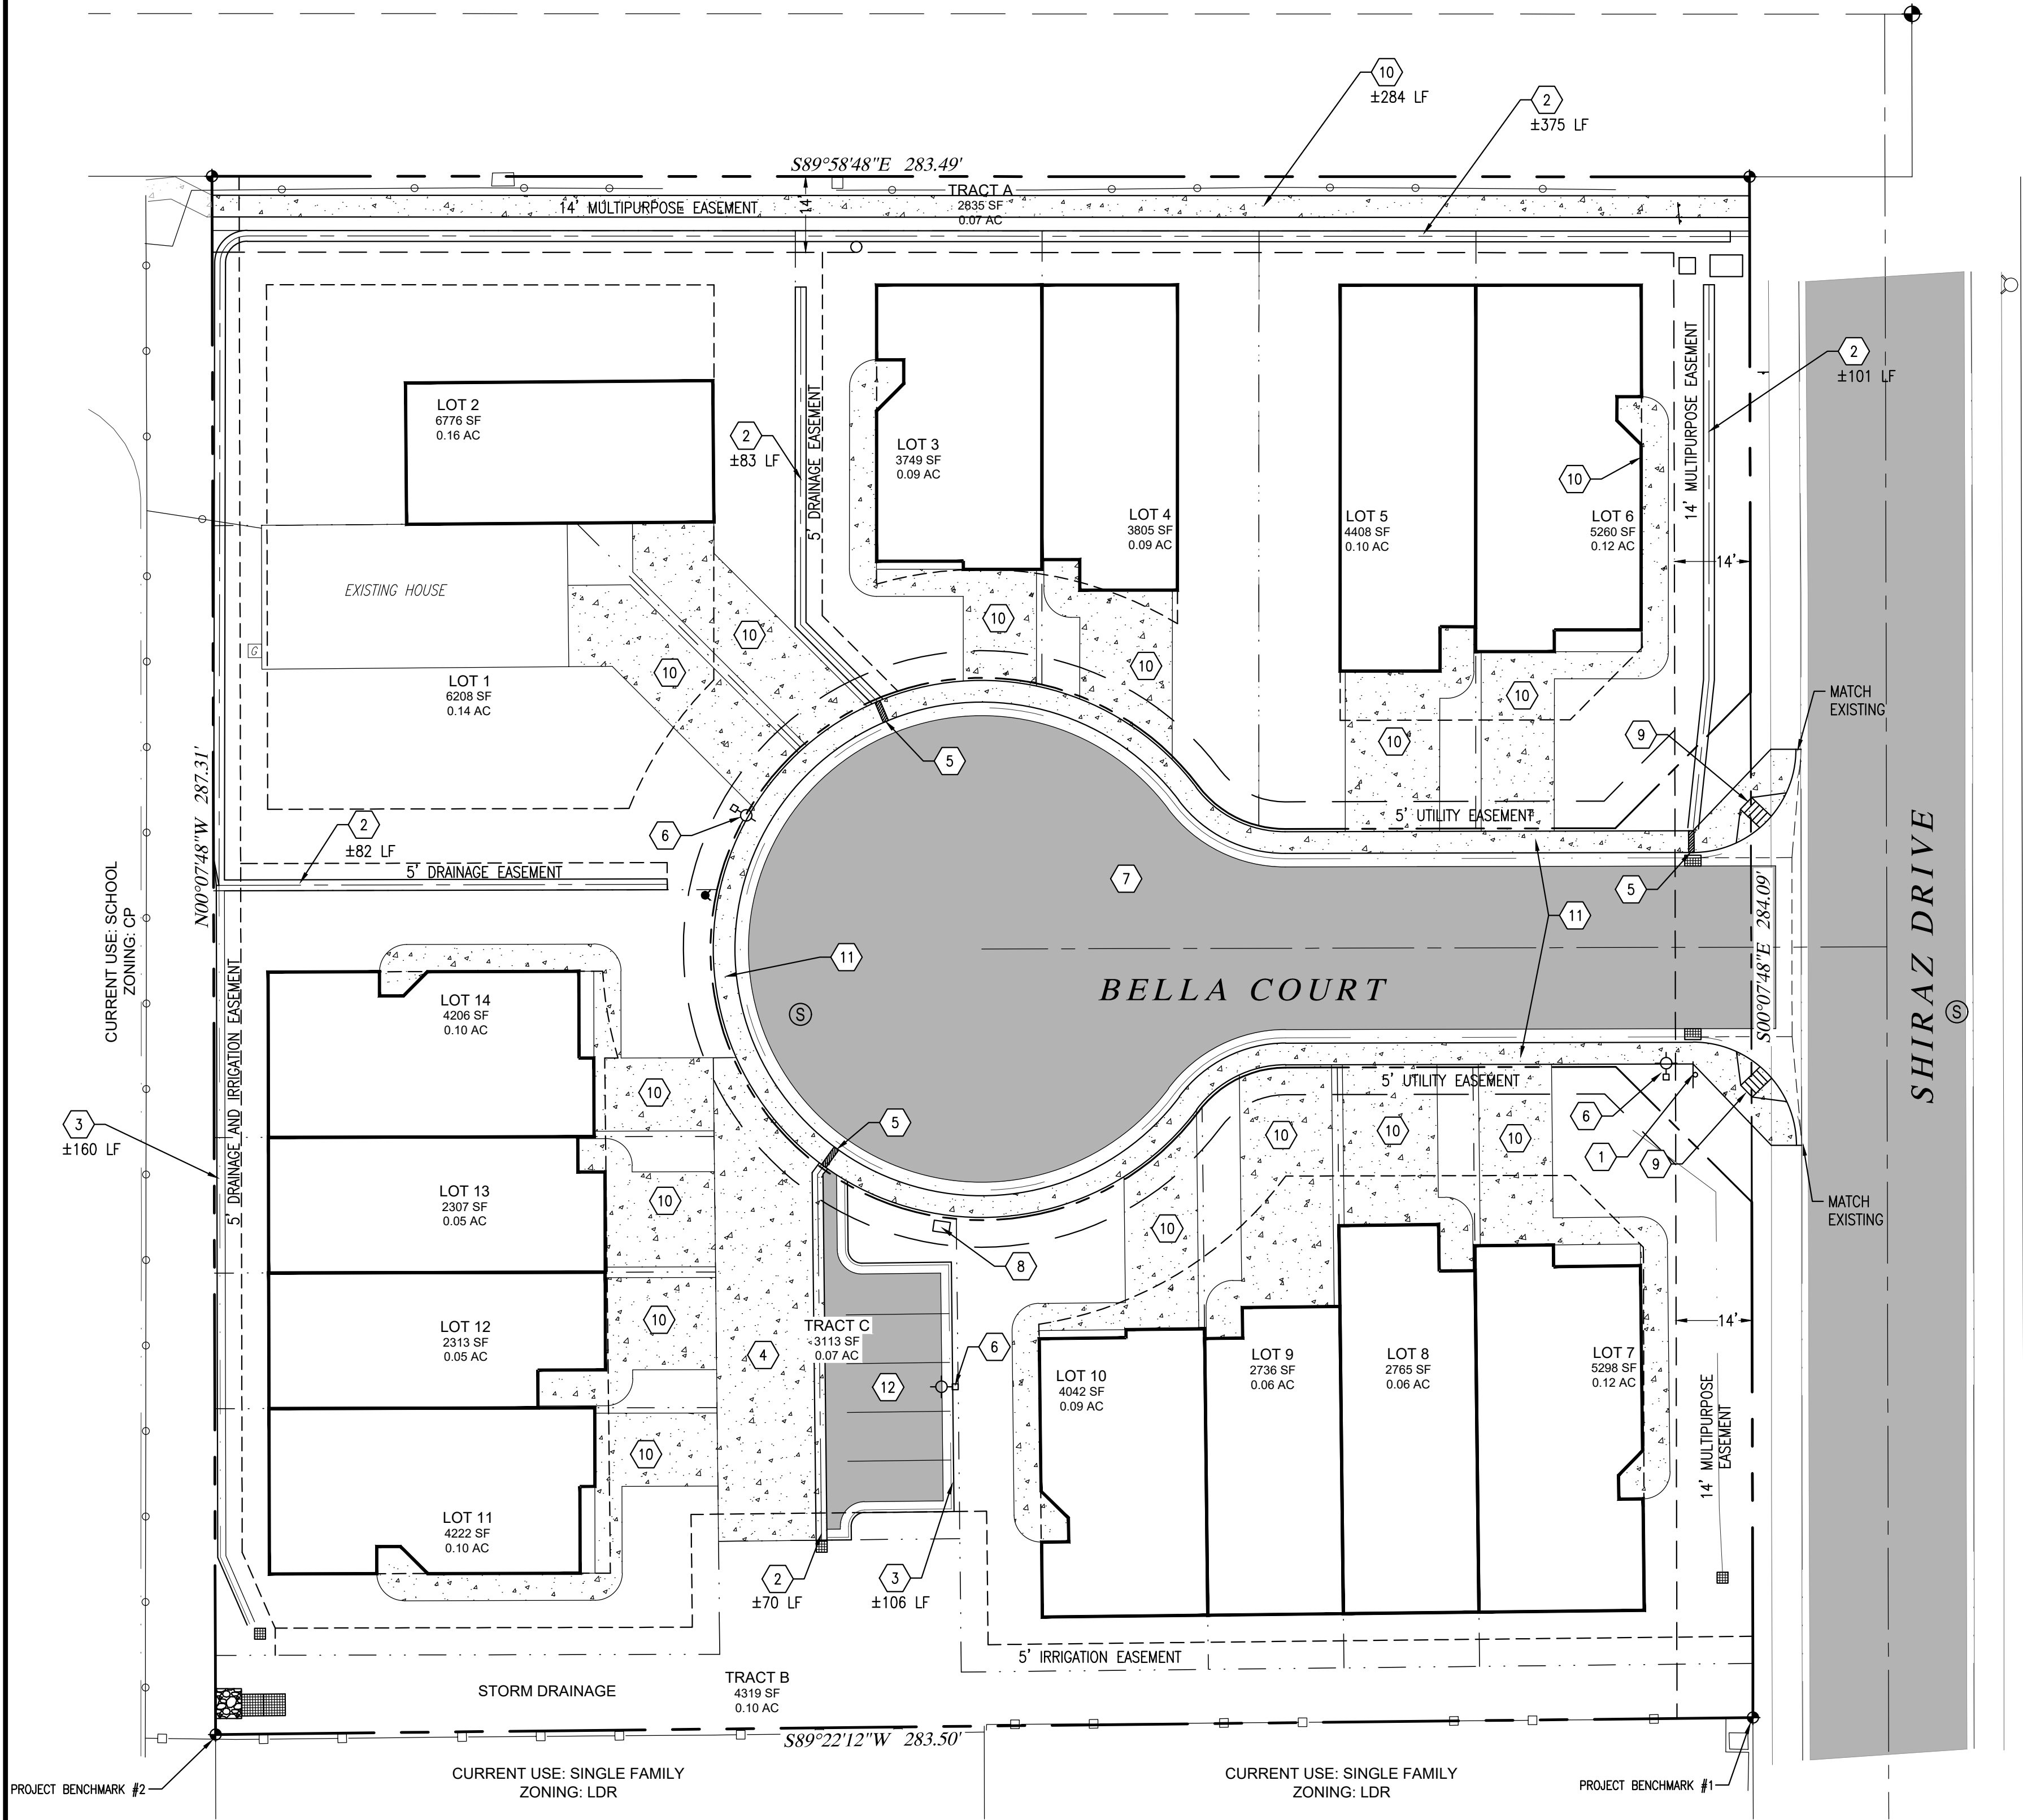 10
±284 LF
2
±375 LF
S89°58'48"E 283.49'
TRACT A
2835 SF
0.07 AC
14' MULTIPURPOSE EASEMENT
14'
LOT 2
6776 SF
0.16 AC
2
±83 LF
5' DRAINAGE EASEMENT
LOT 3
3749 SF
0.09 AC
LOT 4
3805 SF
0.09 AC
LOT 5
4408 SF
0.10 AC
LOT 6
5260 SF
0.12 AC
10
14' MULTIPURPOSE EASEMENT
14'
2
±101 LF
EXISTING HOUSE
G
LOT 1
6208 SF
0.14 AC
10
10
10
10
10
10
MATCH
EXISTING
9
5
5' UTILITY EASEMENT
6
2
±82 LF
5' DRAINAGE EASEMENT
N00°07'48"W 287.31'
CURRENT USE: SCHOOL
ZONING: CP
7
5
11
11
BELLA COURT
S
S00°07'48"E 284.09'
SHIRAZ DRIVE
S
LOT 14
4206 SF
0.10 AC
5' DRAINAGE AND IRRIGATION EASEMENT
3
±160 LF
10
5' UTILITY EASEMENT
5
6
1
9
10
10
10
MATCH
EXISTING
LOT 13
2307 SF
0.05 AC
10
10
8
LOT 12
2313 SF
0.05 AC
10
4
TRACT C
3113 SF
0.07 AC
6
12
14'
LOT 10
4042 SF
0.09 AC
LOT 9
2736 SF
0.06 AC
LOT 8
2765 SF
0.06 AC
LOT 7
5298 SF
0.12 AC
14' MULTIPURPOSE
EASEMENT
10
LOT 11
4222 SF
0.10 AC
2
±70 LF
3
±106 LF
5' IRRIGATION EASEMENT
STORM DRAINAGE
TRACT B
4319 SF
0.10 AC
S89°22'12"W 283.50'
PROJECT BENCHMARK #2
CURRENT USE: SINGLE FAMILY
ZONING: LDR
CURRENT USE: SINGLE FAMILY
ZONING: LDR
PROJECT BENCHMARK #1